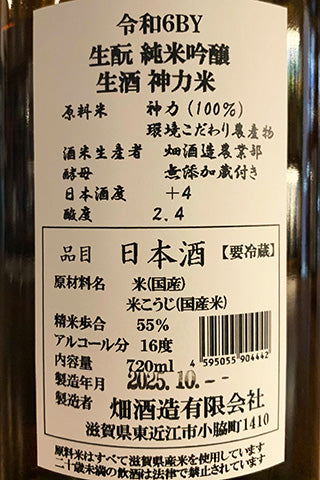 令和6BY
生酛 純米吟醸
生酒 神力米
原料米 神力(100%)
環境こだわり農産物
酒米生産者 畑酒造農業部
酵母 無添加蔵付き
日本酒度 +4
酸度 2.4
品目 日本酒【要冷蔵】
原材料名 米(国産)
米こうじ(国産米)
精米歩合 55%
アルコール分 16度
内容量 720ml
4 595055 904442
製造年月 2025.10.--
製造者 畑酒造有限会社
滋賀県東近江市小脇町1410
原料米はすべて滋賀県産米を使用しています
二十歳未満の飲酒は法律で禁止されています